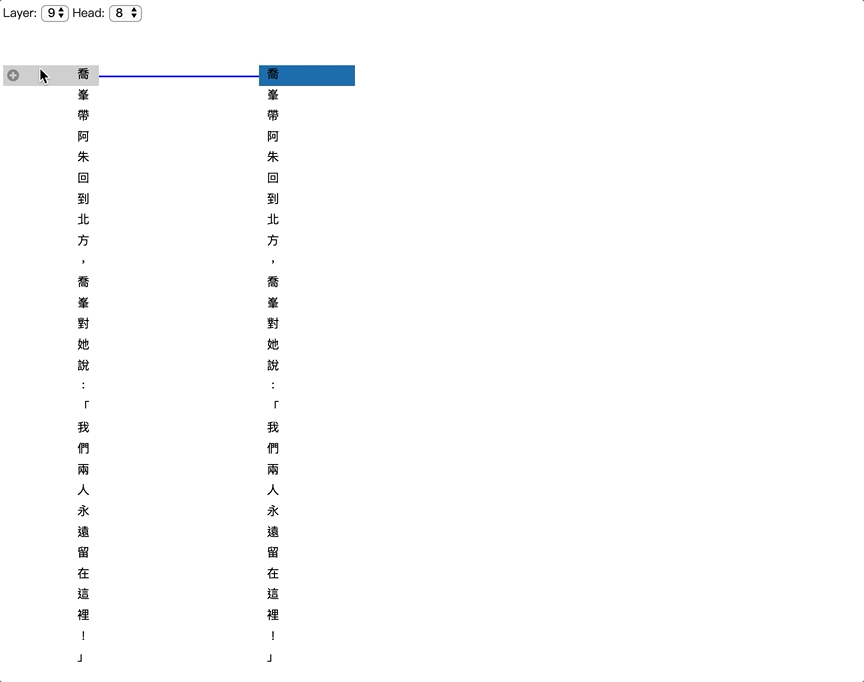 Layer: 9 Head: 8
喬 喬
峯 峯
帶 帶
阿 阿
朱 朱
回 回
到 到
北 北
方 方
， ，
喬 喬
峯 峯
對 對
她 她
說 說
： ：
「 「
我 我
們 們
兩 兩
人 人
永 永
遠 遠
留 留
在 在
這 這
裡 裡
！ ！
」 」